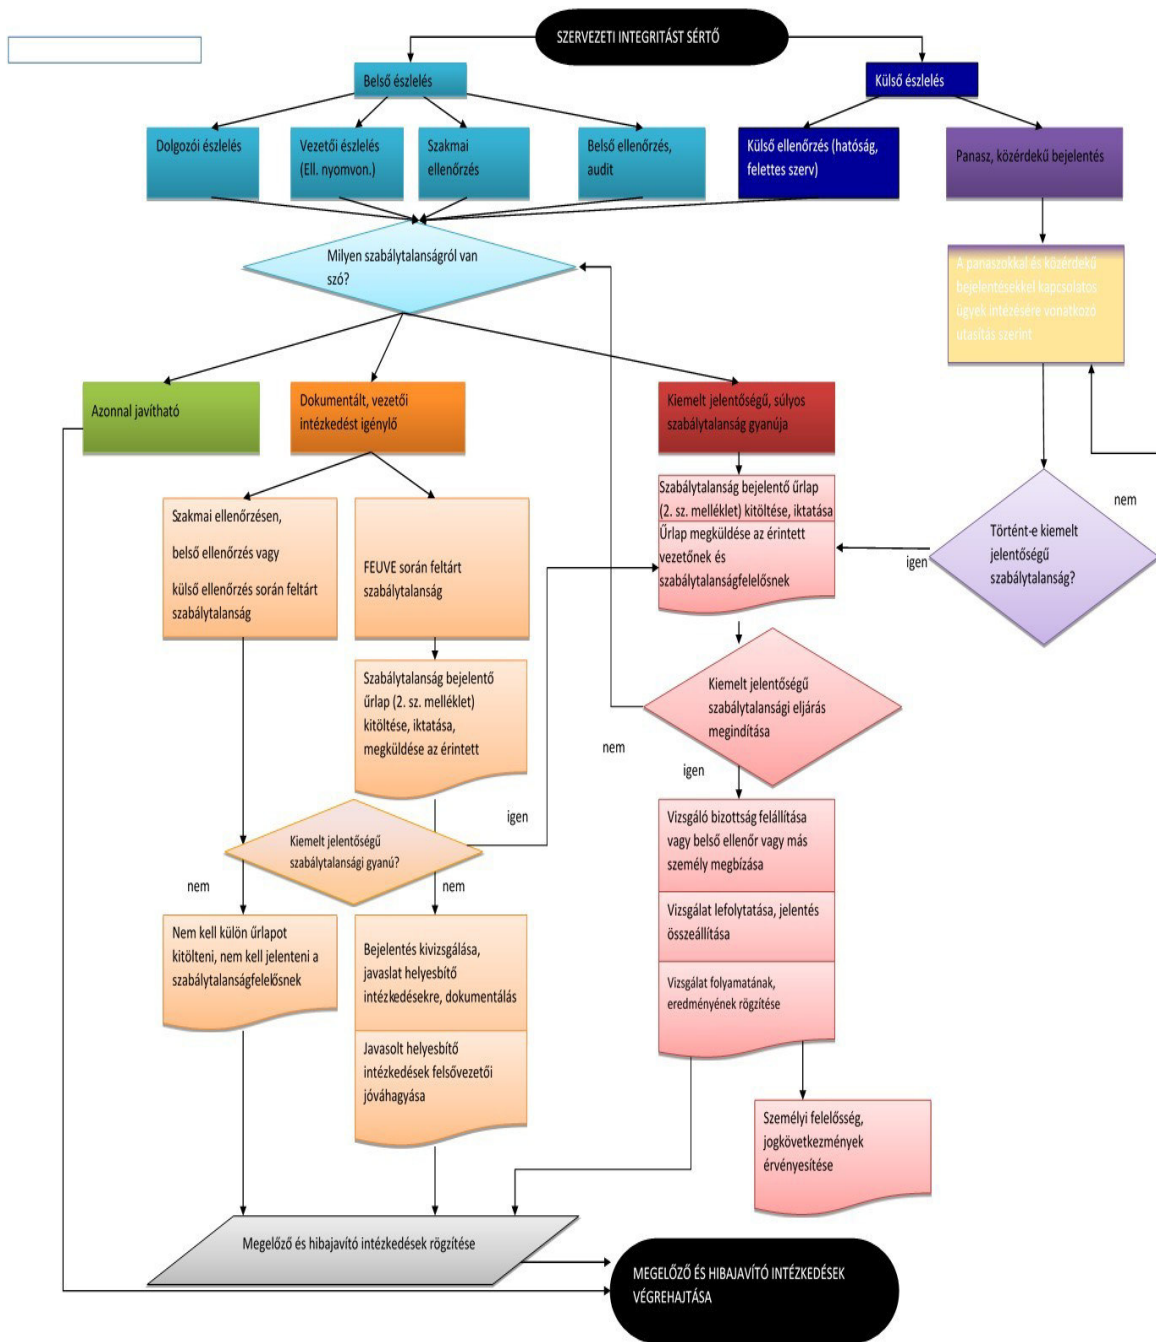 SZERVEZETI INTEGRITÁST SÉRTŐ
Belső észlelés
Külső észlelés
Dolgozói észlelés
Vezetői észlelés
(Ell. nyomvon.)
Szakmai
ellenőrzés
Belső ellenőrzés,
audit
Külső ellenőrzés (hatóság,
felettes szerv)
Panasz, közérdekű bejelentés
Milyen szabálytalanságról van
szó?
A panaszokkal és közérdekű
bejelentésekkel kapcsolatos
ügyek intézésére vonatkozó
utasítás szerint
Azonnal javítható
Dokumentált, vezetői
intézkedést igénylő
Kiemelt jelentőségű, súlyos
szabálytalanság gyanúja
Szakmai ellenőrzésen,
belső ellenőrzés vagy
külső ellenőrzés során feltárt
szabálytalanság
FEUVE során feltárt
szabálytalanság
Szabálytalanság bejelentő űrlap
(2. sz. melléklet) kitöltése, iktatása
Űrlap megküldése az érintett
vezetőnek és
szabálytalanságfelelősnek
igen
Történt-e kiemelt
jelentőségű
szabálytalanság?
nem
Szabálytalanság bejelentő
űrlap (2. sz. melléklet)
kitöltése, iktatása,
megküldése az érintett
Kiemelt jelentőségű
szabálytalansági eljárás
megindítása
nem
igen
Kiemelt jelentőségű
szabálytalansági gyanú?
igen
nem
nem
Vizsgáló bizottság felállítása
vagy belső ellenőr vagy más
személy megbízása
Vizsgálat lefolytatása, jelentés
összeállítása
Vizsgálat folyamatának,
eredményének rögzítése
Nem kell külön űrlapot
kitölteni, nem kell jelenteni a
szabálytalanságfelelősnek
Bejelentés kivizsgálása,
javaslat helyesbítő
intézkedésekre, dokumentálás
Javasolt helyesbítő
intézkedések felsővezetői
jóváhagyása
Személyi felelősség,
jogkövetkezmények
érvényesítése
Megelőző és hibajavító intézkedések rögzítése
MEGELŐZŐ ÉS HIBAJAVÍTÓ INTÉZKEDÉSEK
VÉGREHAJTÁSA